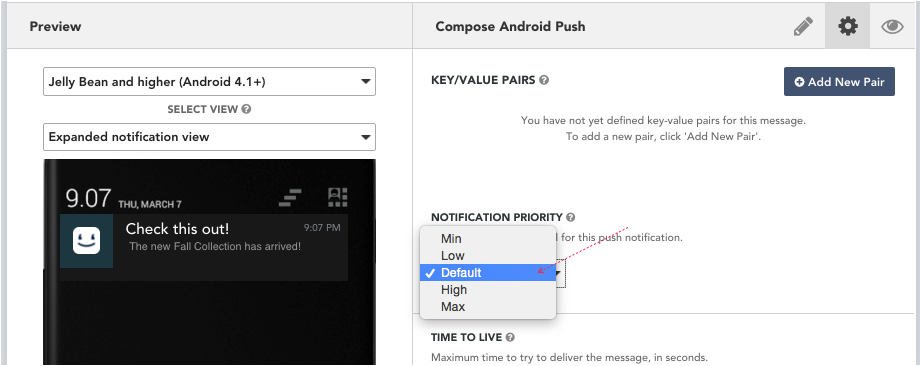 Preview
Compose Android Push
Jelly Bean and higher (Android 4.1+)
SELECT VIEW
Expanded notification view
9.07 THU, MARCH 7
Check this out!
9:07 PM
The new Fall Collection has arrived!
KEY/VALUE PAIRS
Add New Pair
You have not yet defined key-value pairs for this message.
To add a new pair, click 'Add New Pair'.
NOTIFICATION PRIORITY
for this push notification.
Min
Low
Default
High
Max
TIME TO LIVE
Maximum time to try to deliver the message, in seconds.